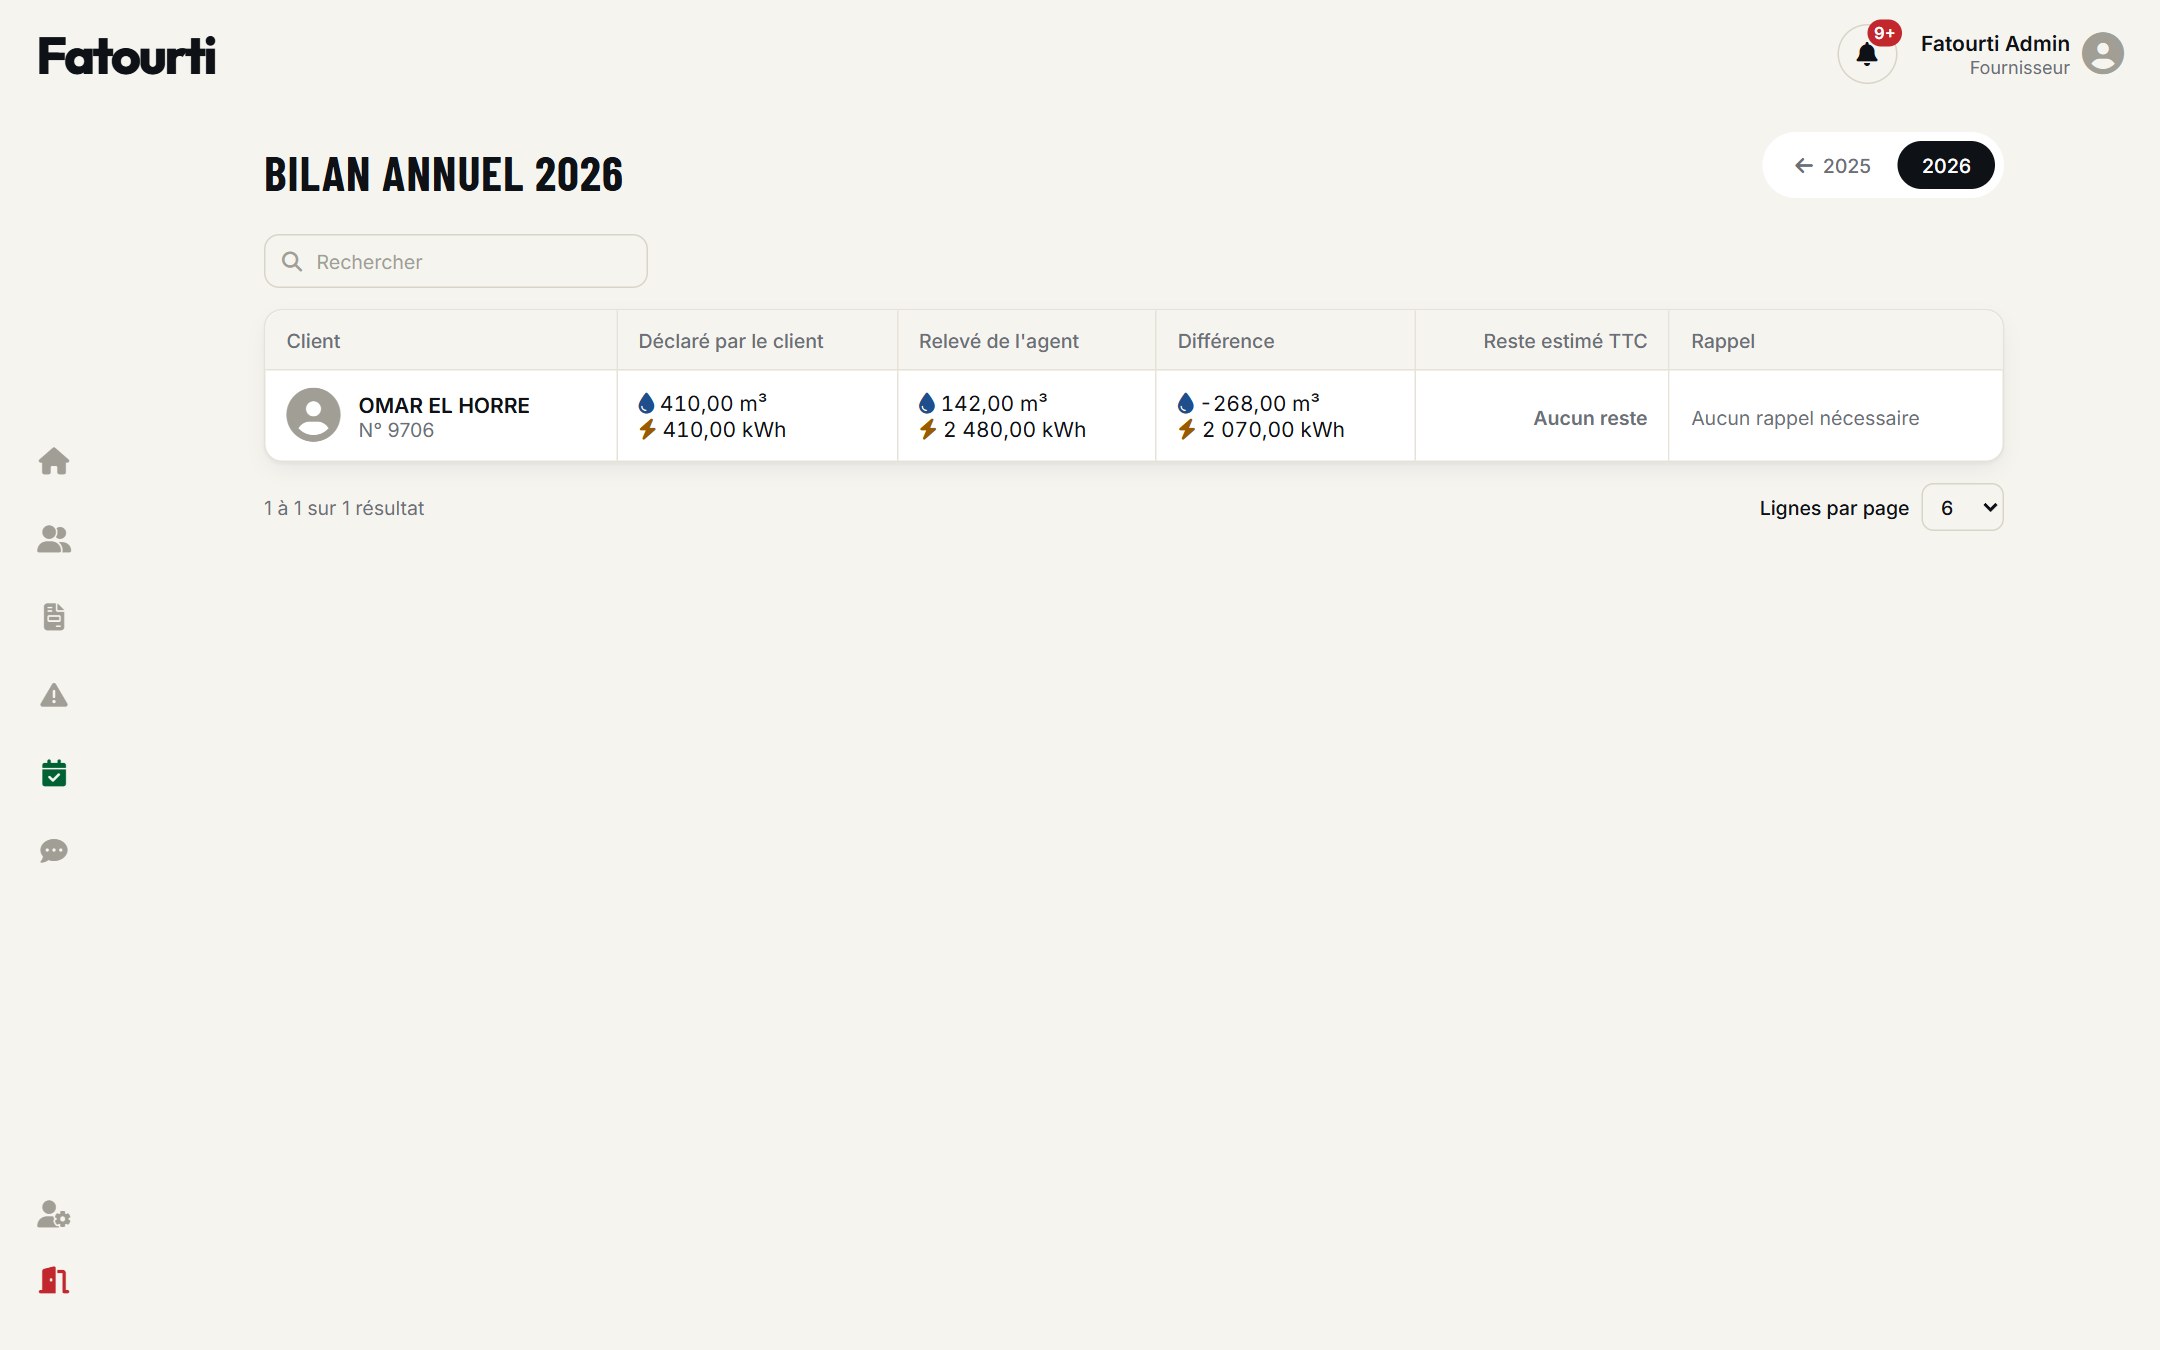 Fatourti
9+
Fatourti Admin
Fournisseur
BILAN ANNUEL 2026
← 2025
2026
Rechercher
Client
Déclaré par le client
Relevé de l'agent
Différence
Reste estimé TTC
Rappel
OMAR EL HORRE
N° 9706
410,00 m³
410,00 kWh
142,00 m³
2 480,00 kWh
-268,00 m³
2 070,00 kWh
Aucun reste
Aucun rappel nécessaire
1 à 1 sur 1 résultat
Lignes par page
6